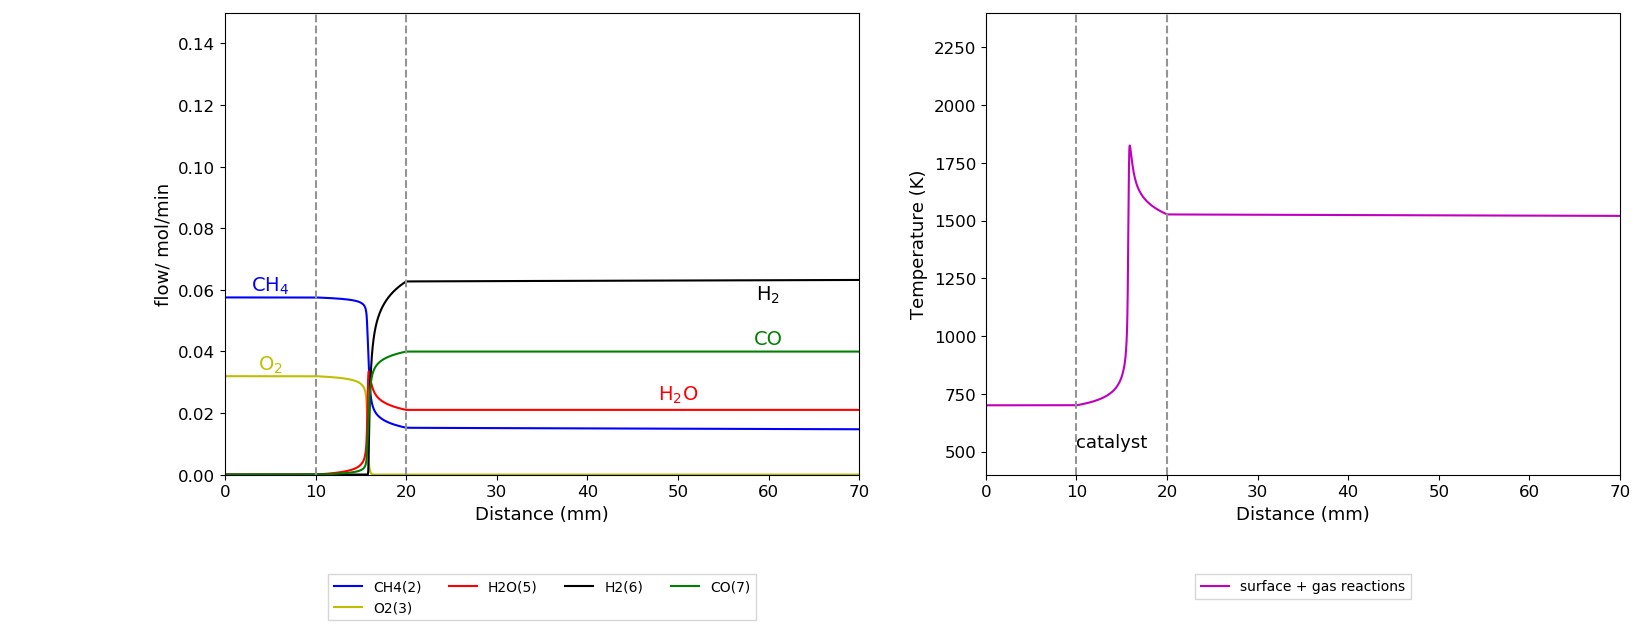 0.14
0.12
0.10
0.08
0.06
0.04
0.02
0.00
flow/ mol/min
CH₄
O₂
H₂
CO
H₂O
0 10 20 30 40 50 60 70
Distance (mm)
CH4(2) H2O(5) H2(6) CO(7)
O2(3)
2250
2000
1750
1500
1250
1000
750
500
Temperature (K)
catalyst
0 10 20 30 40 50 60 70
Distance (mm)
surface + gas reactions